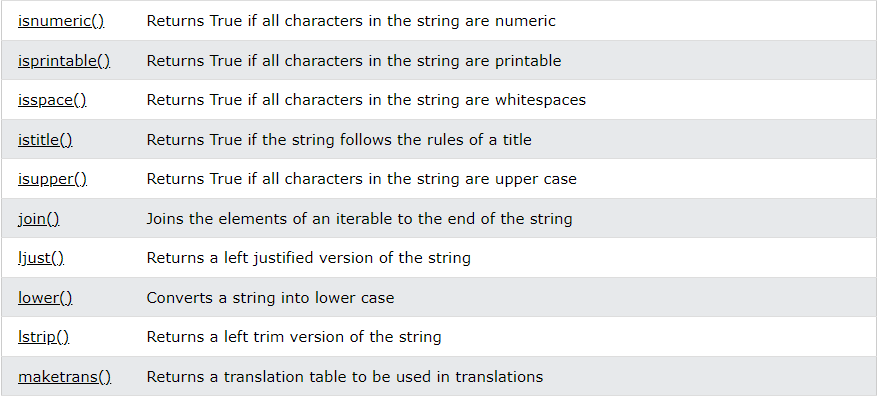 isnumeric() Returns True if all characters in the string are numeric
isprintable() Returns True if all characters in the string are printable
isspace() Returns True if all characters in the string are whitespaces
istitle() Returns True if the string follows the rules of a title
isupper() Returns True if all characters in the string are upper case
join() Joins the elements of an iterable to the end of the string
ljust() Returns a left justified version of the string
lower() Converts a string into lower case
lstrip() Returns a left trim version of the string
maketrans() Returns a translation table to be used in translations